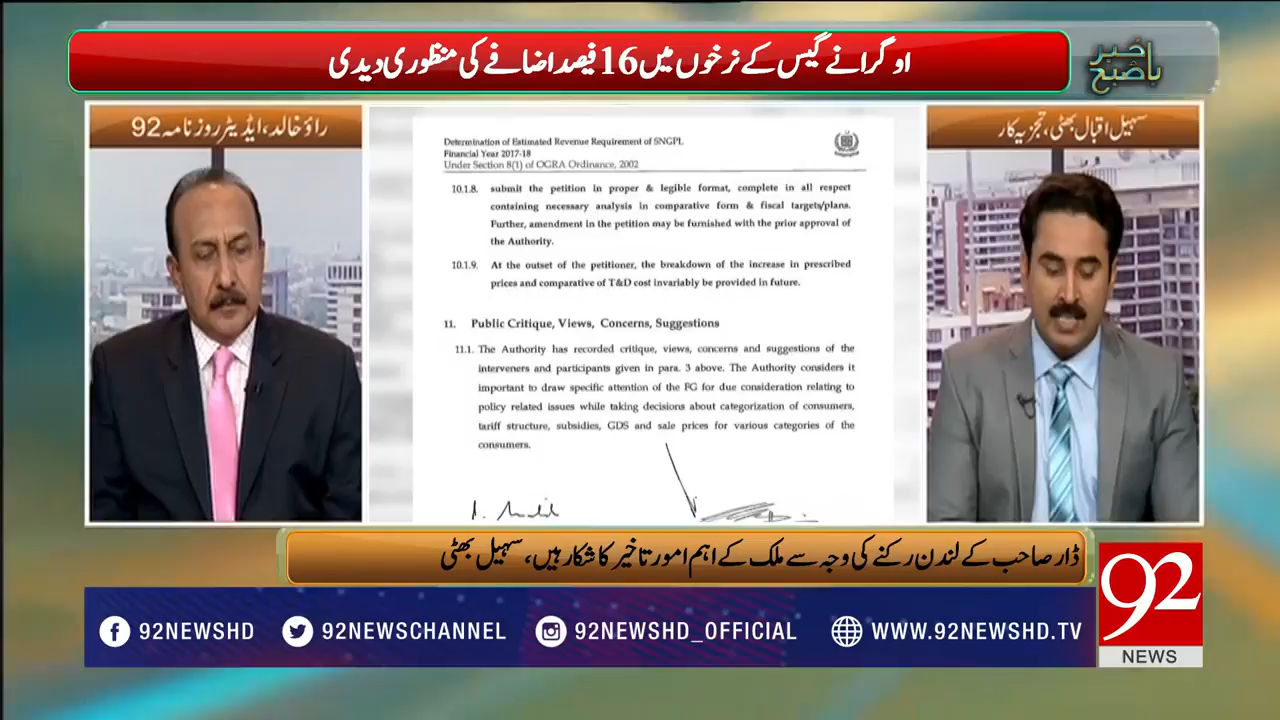 اوگرا نے گیس کے نرخوں میں 16 فیصد اضافے کی منظوری دیدی
باخبر صبح
راؤ خالد، ایڈیٹر روزنامہ 92
سہیل اقبال بھٹی، تجزیہ کار
Determination of Estimated Revenue Requirement of SNGPL
Financial Year 2017-18
Under Section 8(1) of OGRA Ordinance, 2002
10.1.8. submit the petition in proper & legible format, complete in all respect
containing necessary analysis in comparative form & fiscal targets/plans.
Further, amendment in the petition may be furnished with the prior approval of
the Authority.
10.1.9. At the outset of the petitioner, the breakdown of the increase in prescribed
prices and comparative of T&D cost invariably be provided in future.
11. Public Critique, Views, Concerns, Suggestions
11.1. The Authority has recorded critique, views, concerns and suggestions of the
interveners and participants given in para. 3 above. The Authority considers it
important to draw specific attention of the FG for due consideration relating to
policy related issues while taking decisions about categorization of consumers,
tariff structure, subsidies, GDS and sale prices for various categories of the
consumers.
ڈار صاحب کے لندن رکنے کی وجہ سے ملک کے اہم امور تاخیر کا شکار ہیں، سہیل بھٹی
92NEWSHD
92NEWSCHANNEL
92NEWSHD_OFFICIAL
WWW.92NEWSHD.TV
92
NEWS